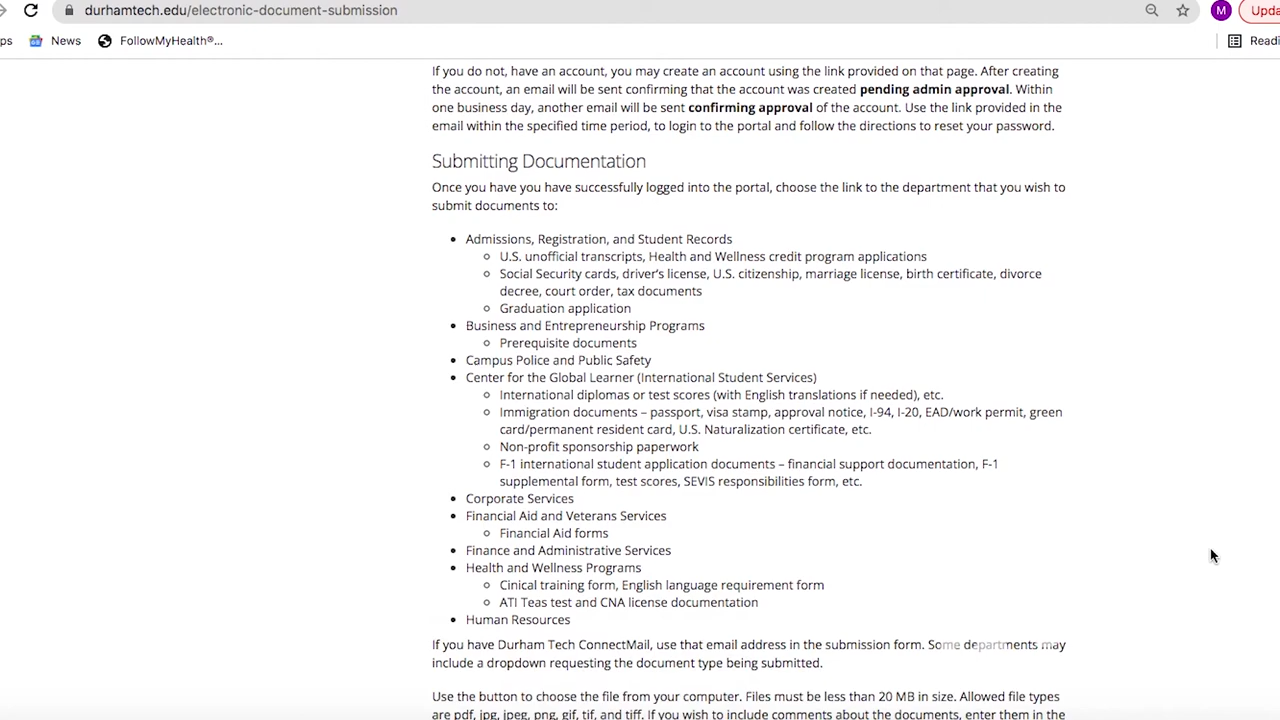 durhamtech.edu/electronic-document-submission
M
Upda
ps
News
FollowMyHealth®...
Readi
If you do not, have an account, you may create an account using the link provided on that page. After creating
the account, an email will be sent confirming that the account was created pending admin approval. Within
one business day, another email will be sent confirming approval of the account. Use the link provided in the
email within the specified time period, to login to the portal and follow the directions to reset your password.
Submitting Documentation
Once you have you have successfully logged into the portal, choose the link to the department that you wish to
submit documents to:
• Admissions, Registration, and Student Records
◦ U.S. unofficial transcripts, Health and Wellness credit program applications
◦ Social Security cards, driver's license, U.S. citizenship, marriage license, birth certificate, divorce
decree, court order, tax documents
◦ Graduation application
• Business and Entrepreneurship Programs
◦ Prerequisite documents
• Campus Police and Public Safety
• Center for the Global Learner (International Student Services)
◦ International diplomas or test scores (with English translations if needed), etc.
◦ Immigration documents – passport, visa stamp, approval notice, I-94, I-20, EAD/work permit, green
card/permanent resident card, U.S. Naturalization certificate, etc.
◦ Non-profit sponsorship paperwork
◦ F-1 international student application documents – financial support documentation, F-1
supplemental form, test scores, SEVIS responsibilities form, etc.
• Corporate Services
• Financial Aid and Veterans Services
◦ Financial Aid forms
• Finance and Administrative Services
• Health and Wellness Programs
◦ Cinical training form, English language requirement form
◦ ATI Teas test and CNA license documentation
• Human Resources
If you have Durham Tech ConnectMail, use that email address in the submission form. Some departments may
include a dropdown requesting the document type being submitted.
Use the button to choose the file from your computer. Files must be less than 20 MB in size. Allowed file types
are pdf, jpg, jpeg, png, gif, tif, and tiff. If you wish to include comments about the documents, enter them in the